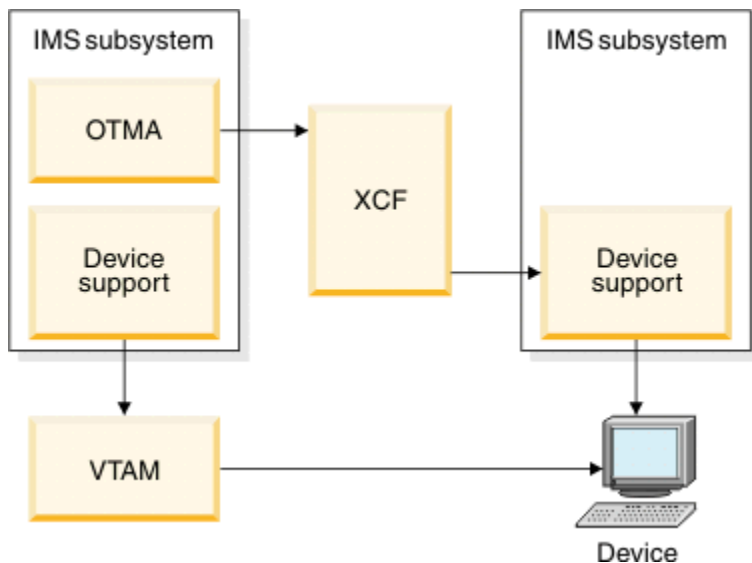 IMS subsystem
OTMA
Device
support
XCF
IMS subsystem
Device
support
VTAM
Device